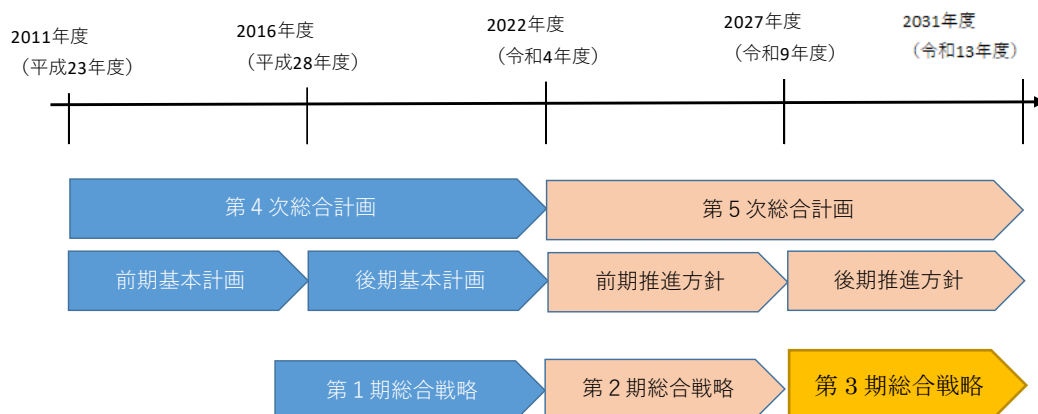 2011年度
（平成23年度）
2016年度
（平成28年度）
2022年度
（令和4年度）
2027年度
（令和9年度）
2031年度
（令和13年度）
第４次総合計画
第５次総合計画
前期基本計画
後期基本計画
前期推進方針
後期推進方針
第１期総合戦略
第２期総合戦略
第３期総合戦略